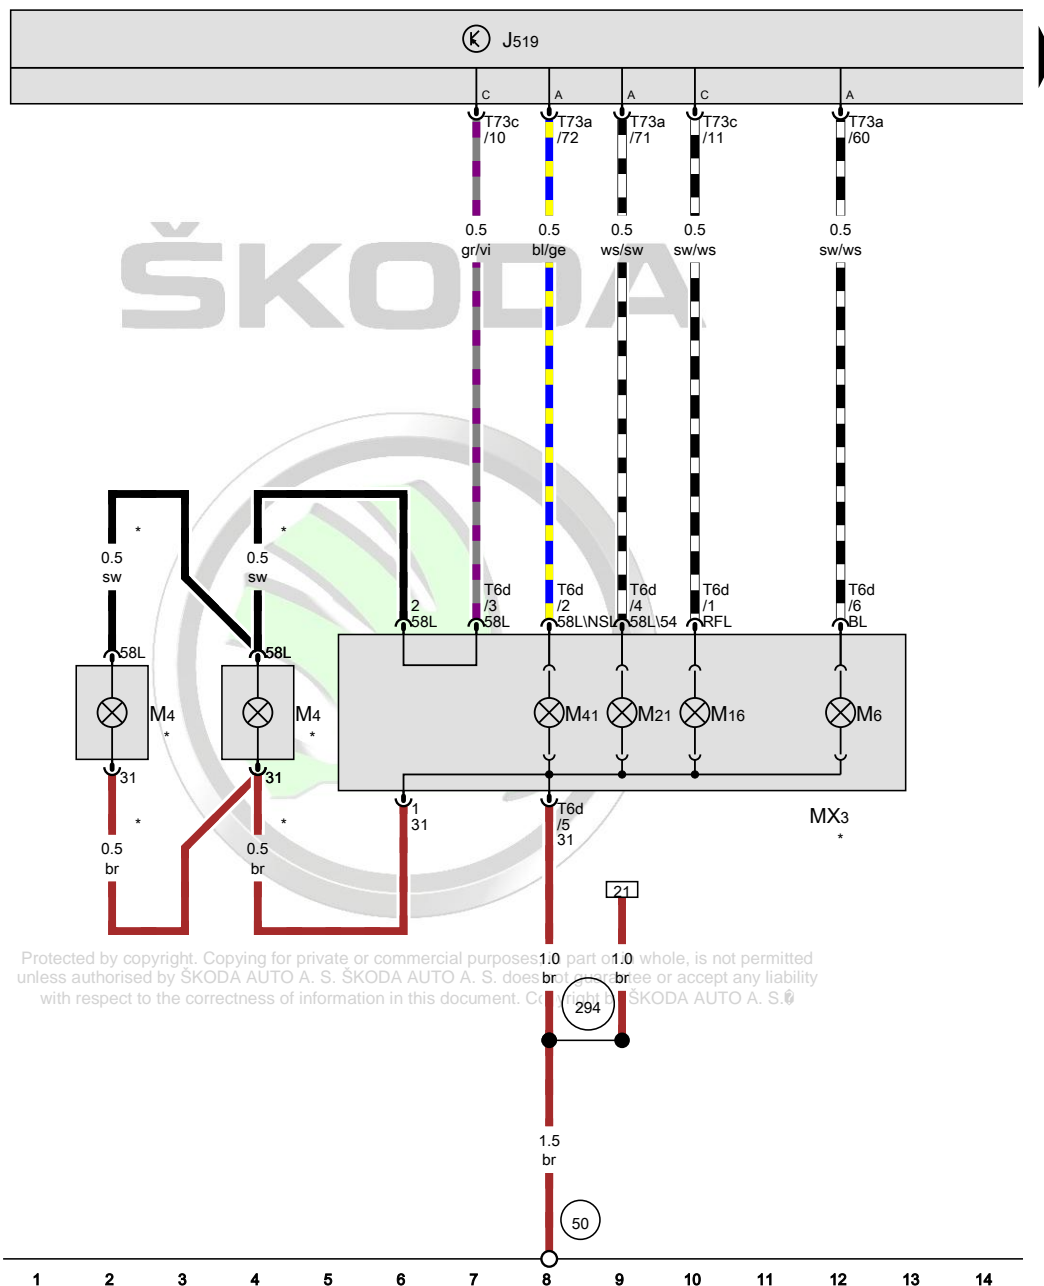 J519
C A A C A
T73c T73a T73a T73c T73a
/10 /72 /71 /11 /60
0.5 0.5 0.5 0.5 0.5
gr/vi bl/ge ws/sw sw/ws sw/ws
ŠKODA
* *
0.5 0.5
sw sw
T6d T6d T6d T6d T6d
2 /3 /2 /4 /1 /6
58L 58L 58L\NSL 58L\54 RFL BL
58L 58L
M4 M4 M41 M21 M16 M6
* *
31 31
1 T6d
31 /5
31
MX3
*
* *
0.5 0.5
br br
21
Protected by copyright. Copying for private or commercial purposes, in part or in whole, is not permitted
unless authorised by ŠKODA AUTO A. S. ŠKODA AUTO A. S. does not guarantee or accept any liability
with respect to the correctness of information in this document. Copyright by ŠKODA AUTO A. S.
1.0 1.0
br br
294
1.5
br
50
1 2 3 4 5 6 7 8 9 10 11 12 13 14